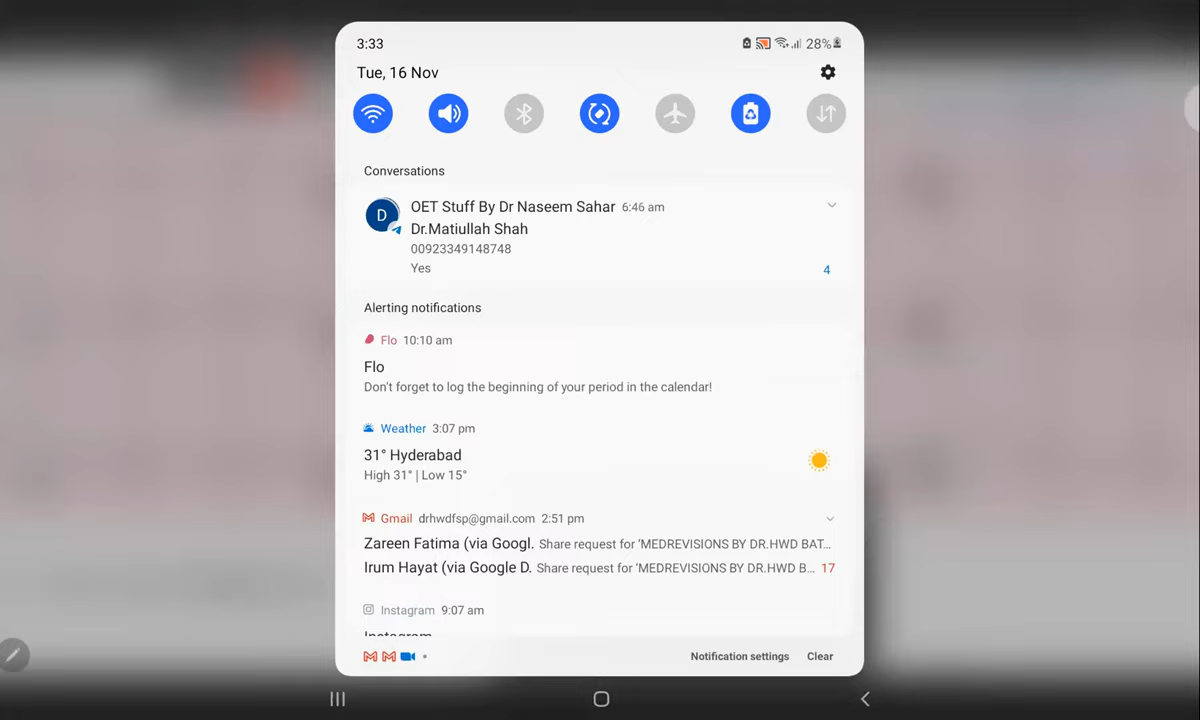 3:33 28%
Tue, 16 Nov
Conversations
D OET Stuff By Dr Naseem Sahar 6:46 am
Dr.Matiullah Shah
00923349148748
Yes 4
Alerting notifications
Flo 10:10 am
Flo
Don't forget to log the beginning of your period in the calendar!
Weather 3:07 pm
31° Hyderabad
High 31° | Low 15°
Gmail drhwdfsp@gmail.com 2:51 pm
Zareen Fatima (via Googl. Share request for 'MEDREVISIONS BY DR.HWD BAT...
Irum Hayat (via Google D. Share request for 'MEDREVISIONS BY DR.HWD B... 17
Instagram 9:07 am
Instagram
Notification settings Clear